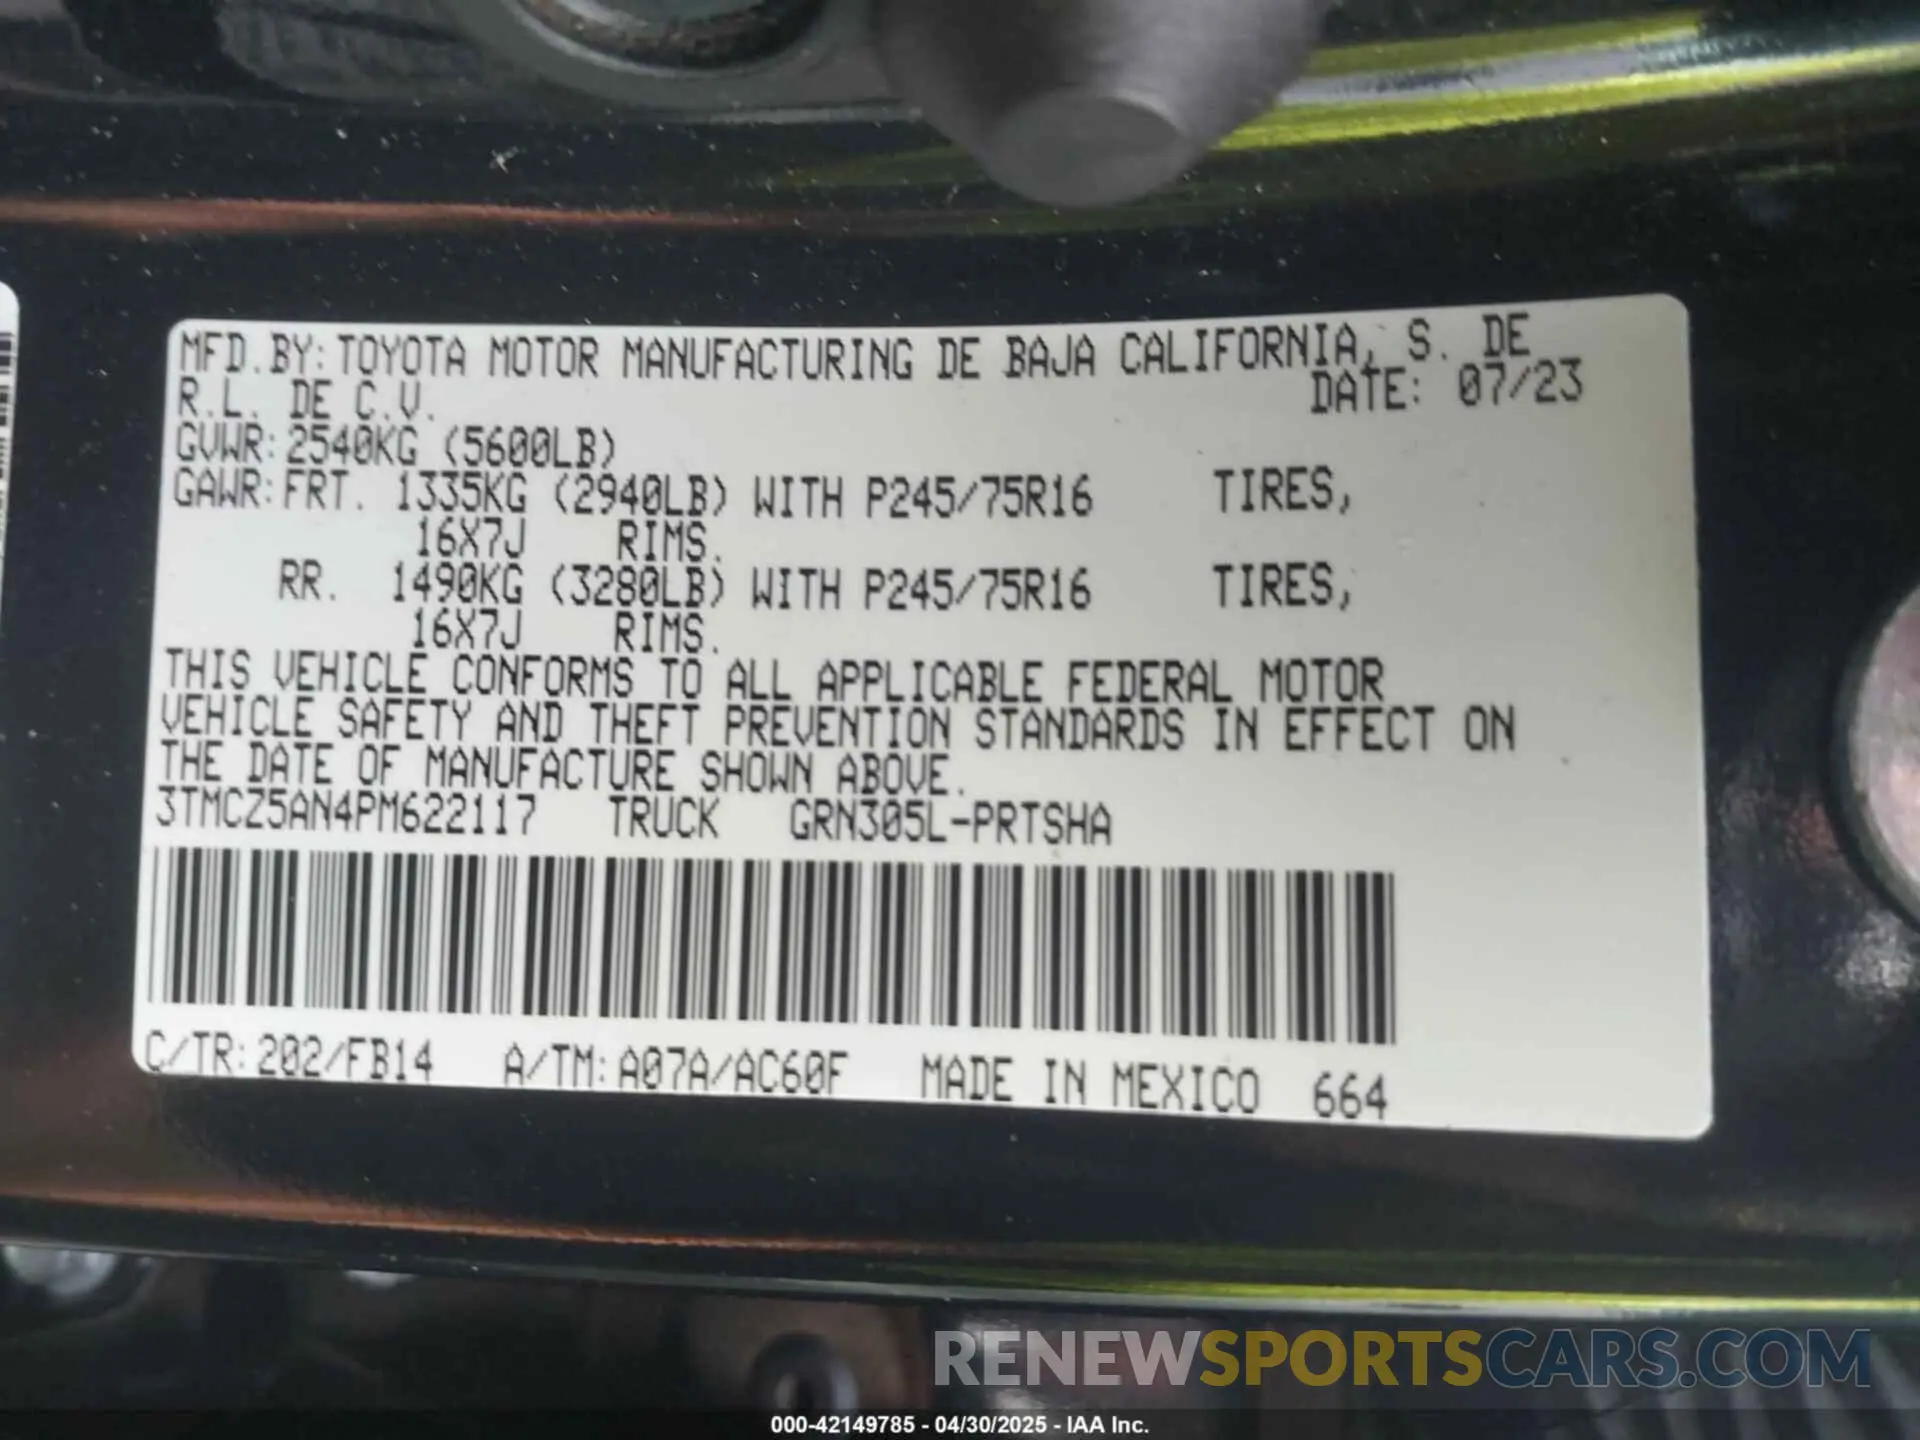 MFD.BY:TOYOTA MOTOR MANUFACTURING DE BAJA CALIFORNIA, S. DE
R.L. DE C.V. DATE: 07/23
GVWR:2540KG (5600LB)
GAWR:FRT. 1335KG (2940LB) WITH P245/75R16 TIRES,
16X7J RIMS.
RR. 1490KG (3280LB) WITH P245/75R16 TIRES,
16X7J RIMS.
THIS VEHICLE CONFORMS TO ALL APPLICABLE FEDERAL MOTOR
VEHICLE SAFETY AND THEFT PREVENTION STANDARDS IN EFFECT ON
THE DATE OF MANUFACTURE SHOWN ABOVE.
3TMCZ5AN4PM622117 TRUCK GRN305L-PRTSHA
C/TR:202/FB14 A/TM:A07A/AC60F MADE IN MEXICO 664
RENEWSPORTSCARS.COM
000-42149785 - 04/30/2025 - IAA Inc.